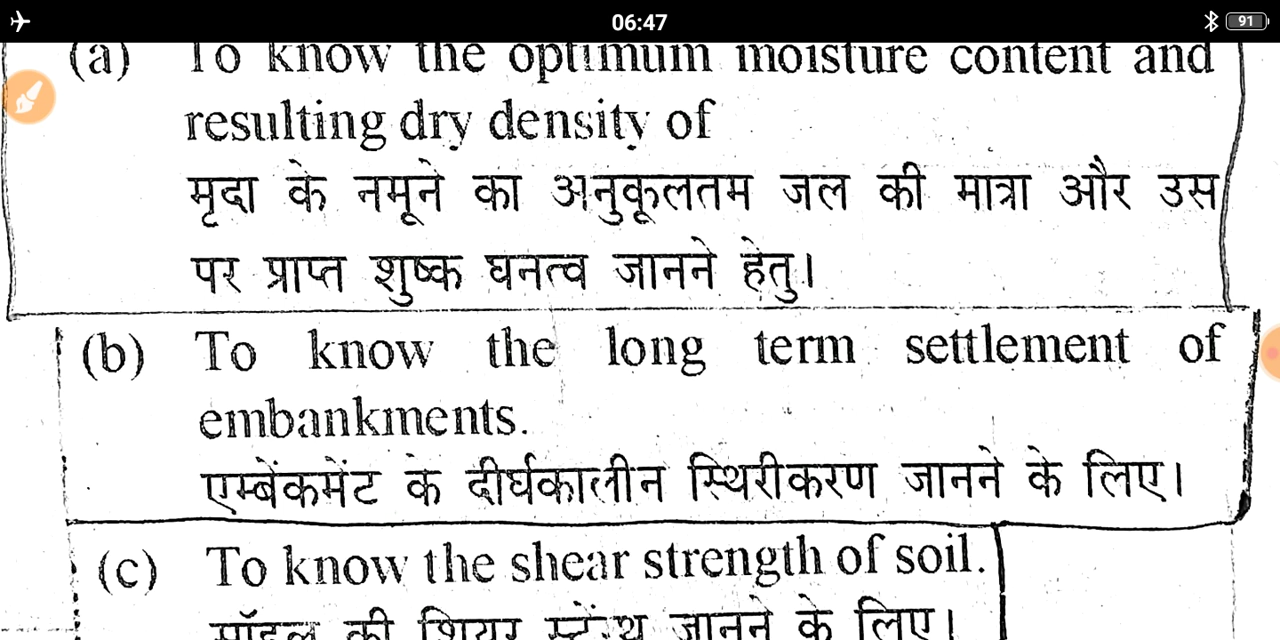 06:47
91
(a) To know the optimum moisture content and
resulting dry density of
मृदा के नमूने का अनुकूलतम जल की मात्रा और उस
पर प्राप्त शुष्क घनत्व जानने हेतु।
(b) To know the long term settlement of
embankments.
एम्बेंकमेंट के दीर्घकालीन स्थिरीकरण जानने के लिए।
(c) To know the shear strength of soil.
की शियर जानने के लिए।